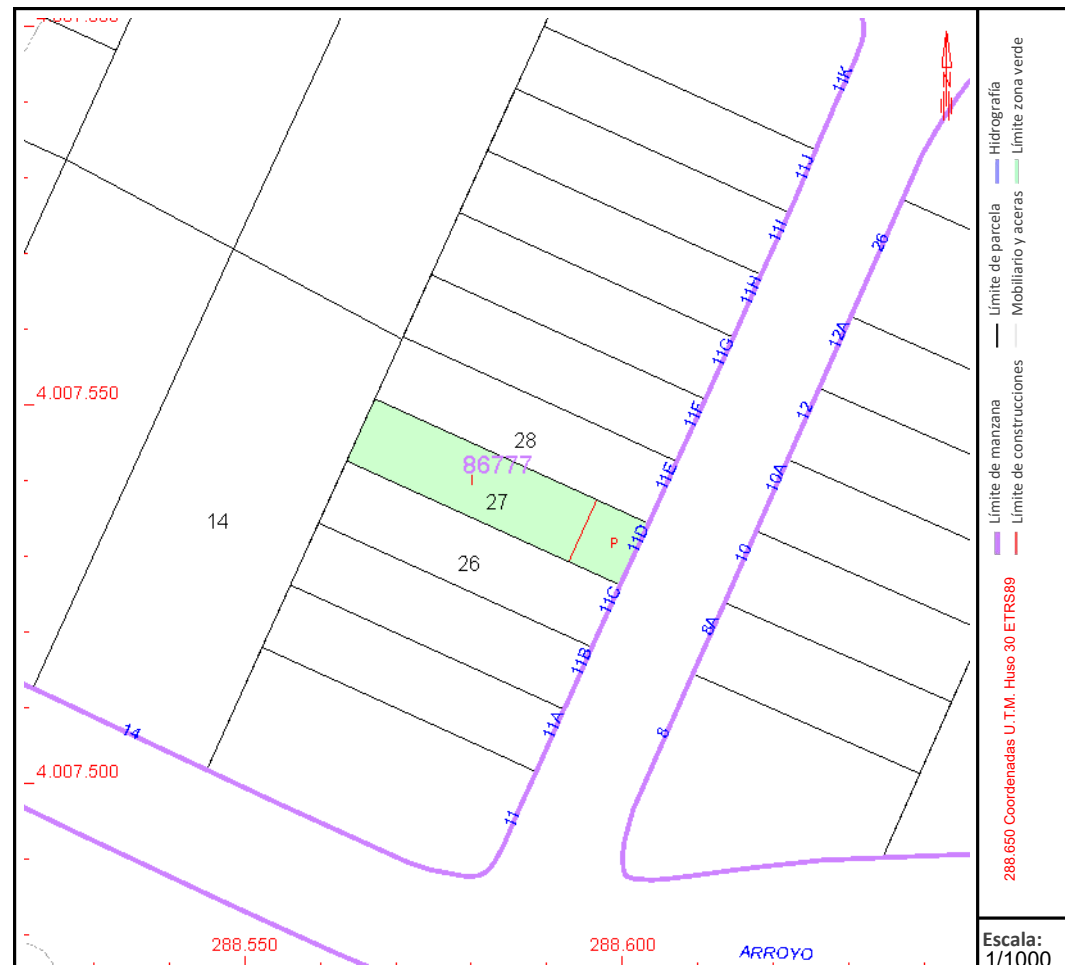 11K
11J
11I
26
11H
12A
11G
4.007.550
11F
12
28
86777
11E
10A
27
14
11D
P
10
26
11C
8A
11B
11A
14
8
4.007.500
11
288.550
288.600
ARROYO
N
Hidrografía
Límite zona verde
Límite de parcela
Mobiliario y aceras
Límite de manzana
Límite de construcciones
288.650 Coordenadas U.T.M. Huso 30 ETRS89
Escala:
1/1000